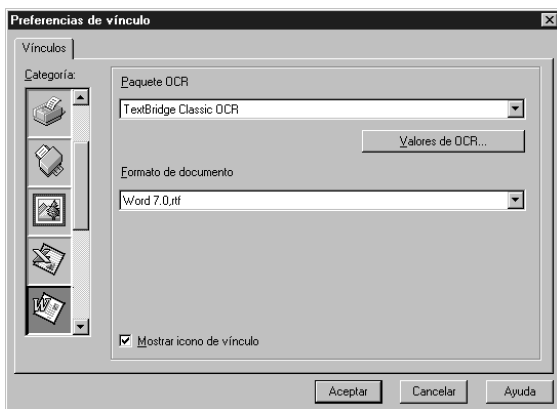 Preferencias de vínculo
Vínculos
Categoría:
Paquete OCR
TextBridge Classic OCR
Valores de OCR...
Formato de documento
Word 7.0,rtf
Mostrar icono de vínculo
Aceptar
Cancelar
Ayuda